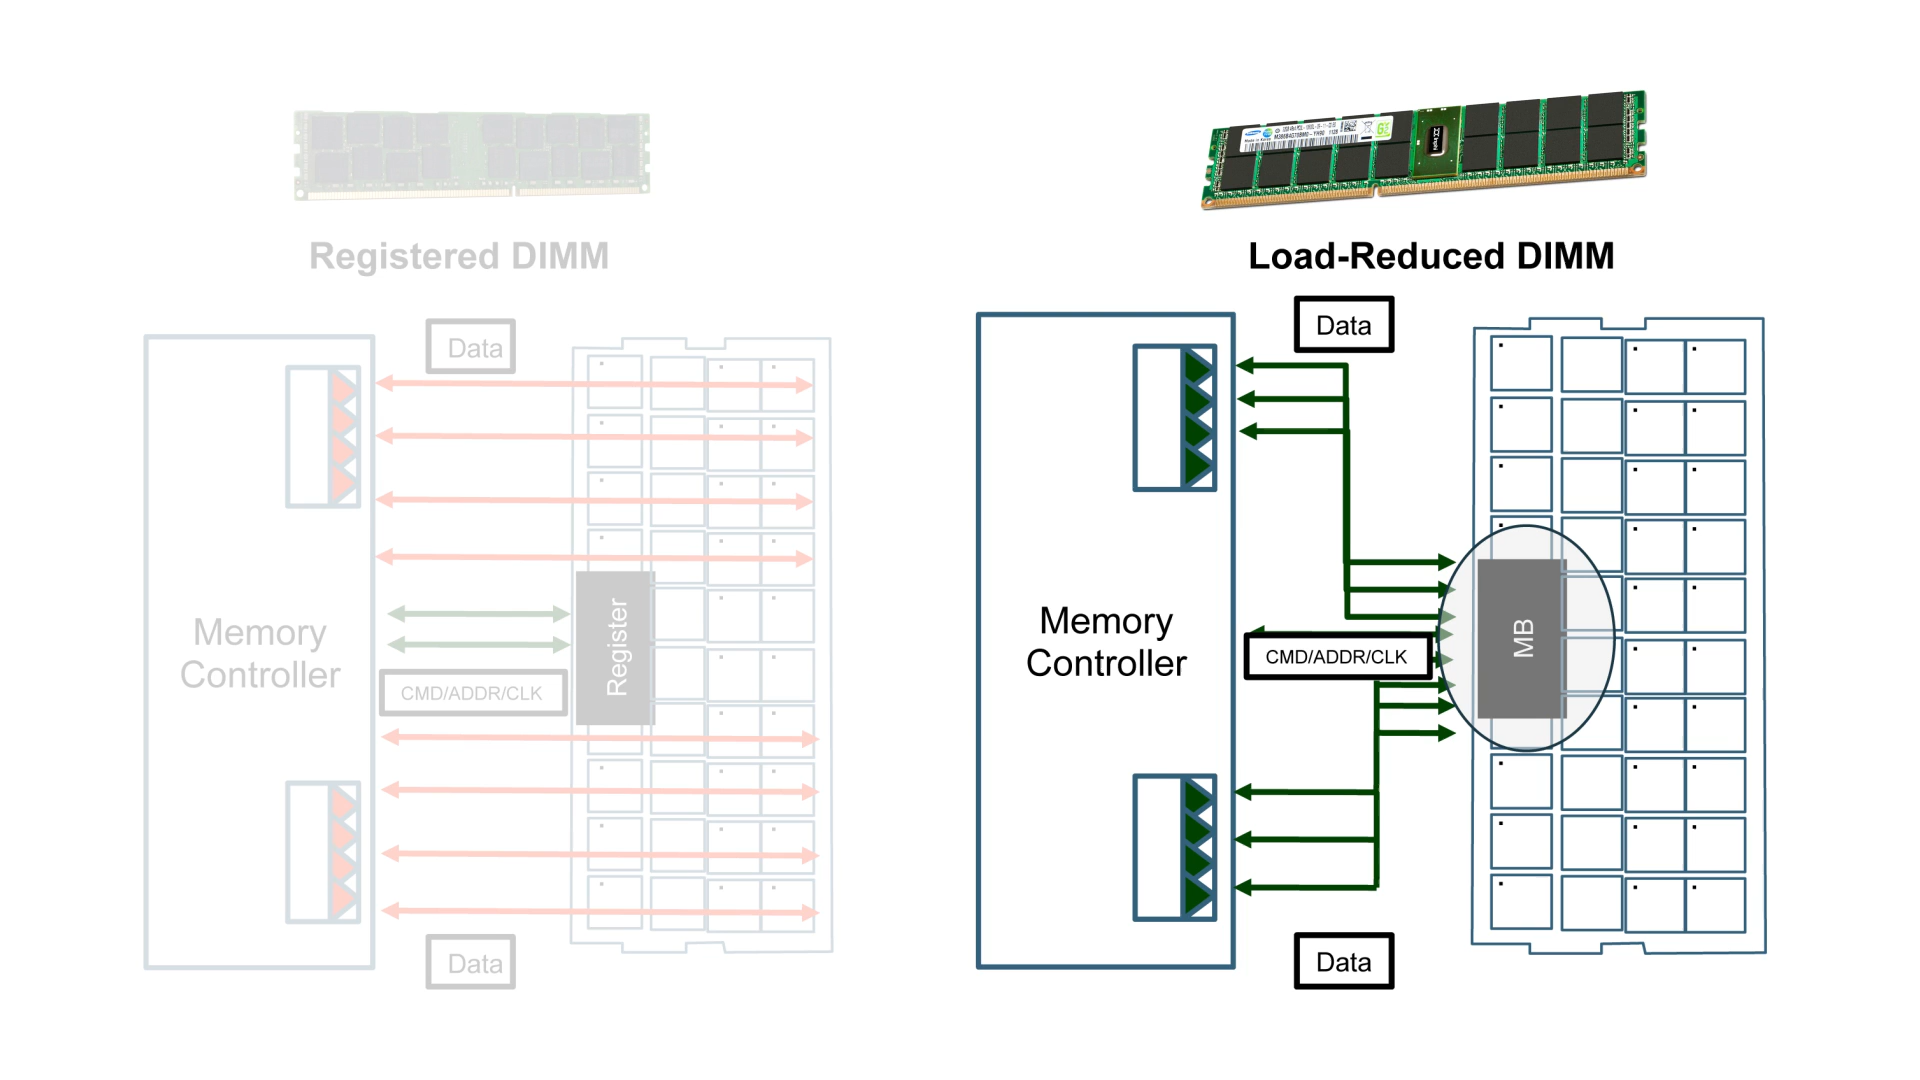 Registered DIMM
Data
Memory
Controller
Register
CMD/ADDR/CLK
Data
Load-Reduced DIMM
Data
Memory
Controller
CMD/ADDR/CLK
MB
Data